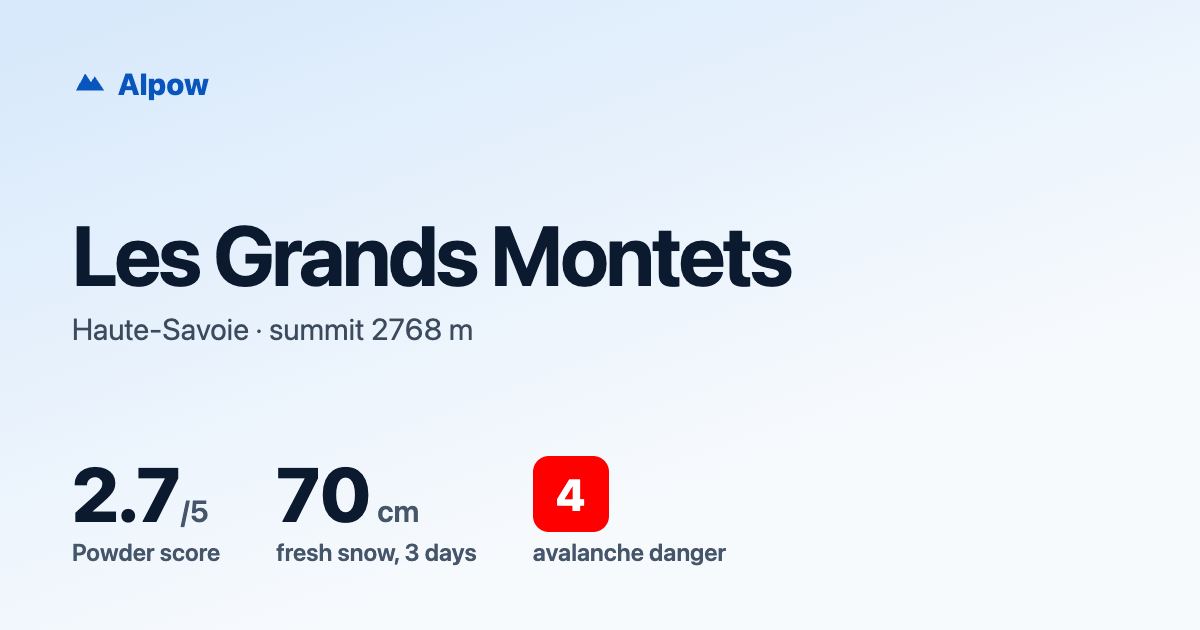 Alpow
Les Grands Montets
Haute-Savoie · summit 2768 m
2.7/5
Powder score
70 cm
fresh snow, 3 days
4
avalanche danger